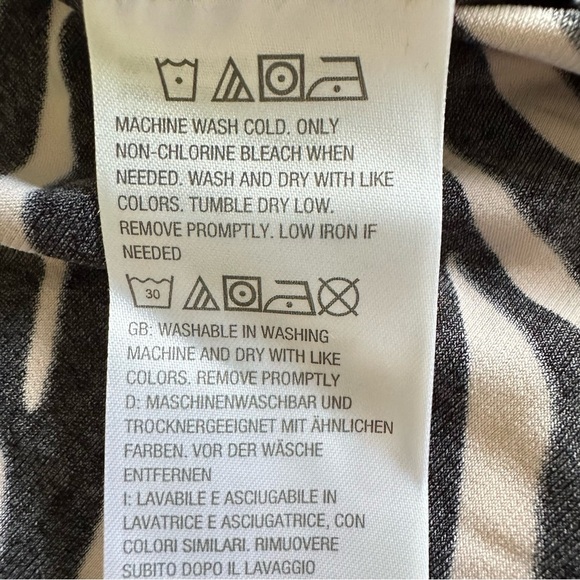 MACHINE WASH COLD. ONLY
NON-CHLORINE BLEACH WHEN
NEEDED. WASH AND DRY WITH LIKE
COLORS. TUMBLE DRY LOW.
REMOVE PROMPTLY. LOW IRON IF
NEEDED
30
GB: WASHABLE IN WASHING
MACHINE AND DRY WITH LIKE
COLORS. REMOVE PROMPTLY
D: MASCHINENWASCHBAR UND
TROCKNERGEEIGNET MIT ÄHNLICHEN
FARBEN. VOR DER WÄSCHE
ENTFERNEN
I: LAVABILE E ASCIUGABILE IN
LAVATRICE E ASCIUGATRICE, CON
COLORI SIMILARI. RIMUOVERE
SUBITO DOPO IL LAVAGGIO